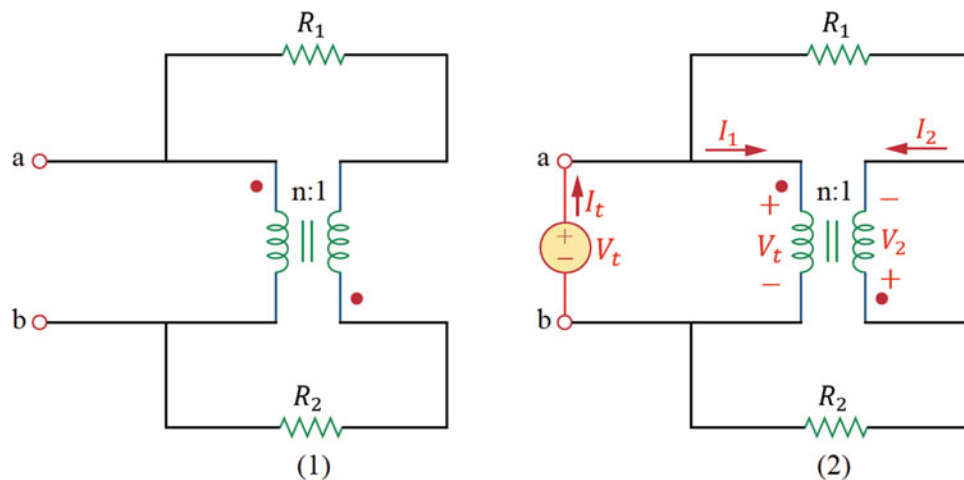 R₁
a
n:1
b
R₂
(1)
R₁
I₁
I₂
a
n:1
+
−
Iₜ
+
−
Vₜ
Vₜ
V₂
−
+
b
R₂
(2)